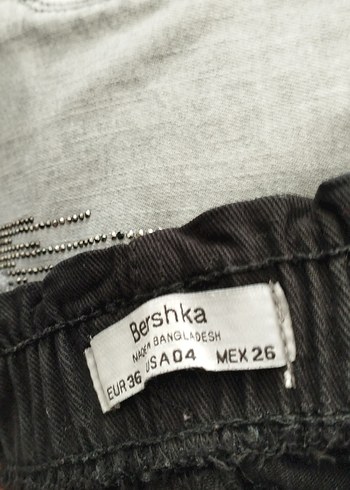 Bershka
MADE IN BANGLADESH
EUR 36 USA 04 MEX 26